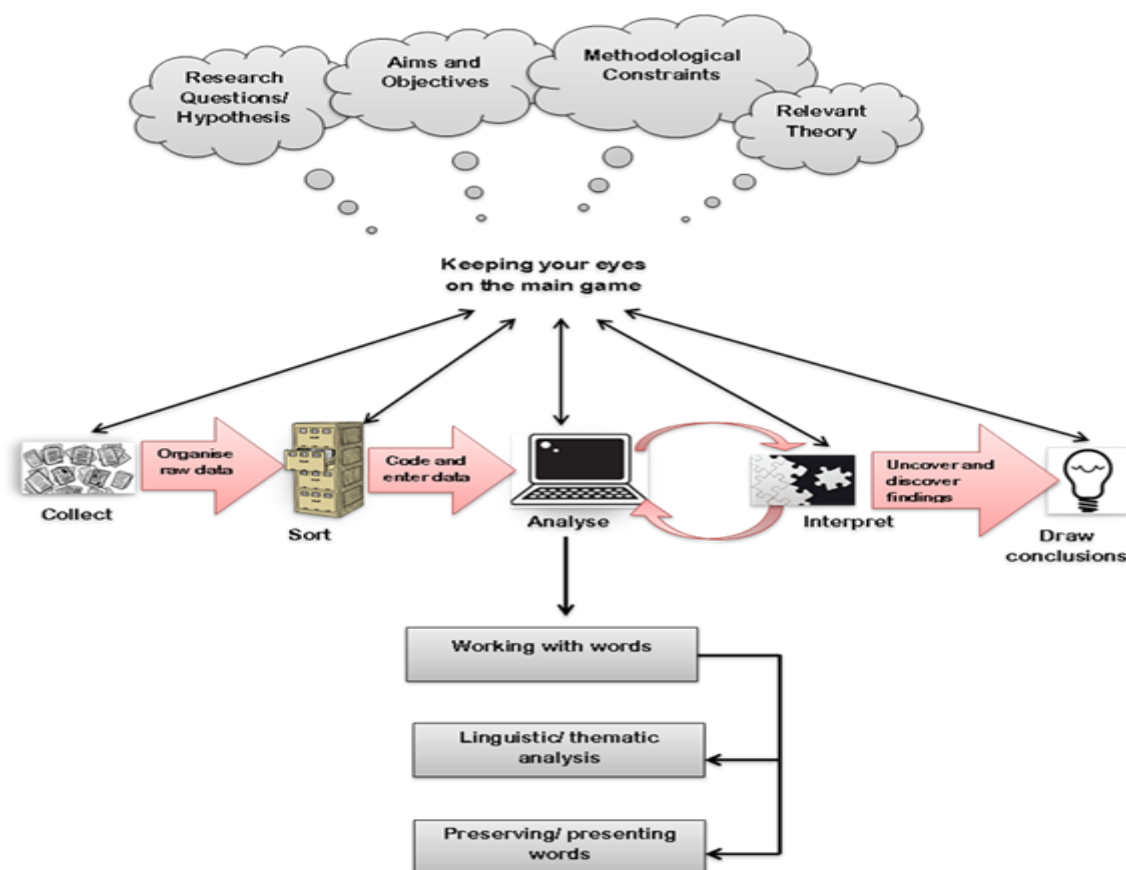 Research
Questions/
Hypothesis
Aims and
Objectives
Methodological
Constraints
Relevant
Theory
Keeping your eyes
on the main game
Organise
raw data
Code and
enter data
Uncover and
discover
findings
Collect
Sort
Analyse
Interpret
Draw
conclusions
Working with words
Linguistic/ thematic
analysis
Preserving/ presenting
words